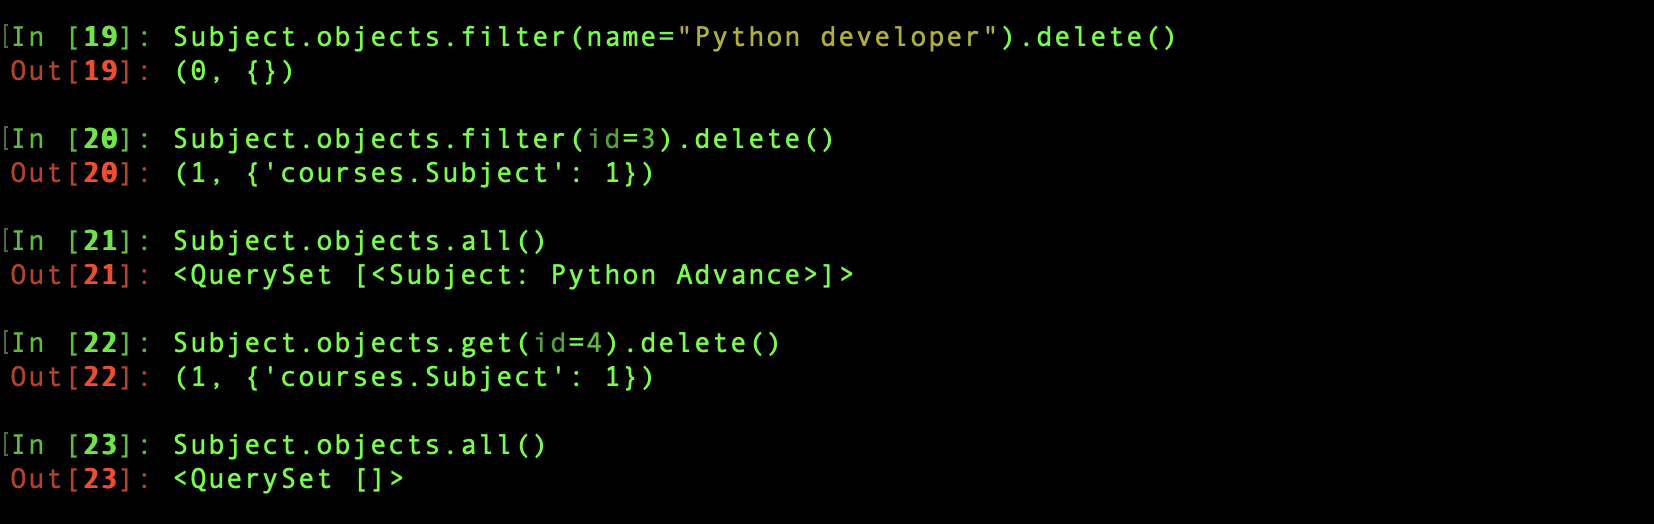 In [19]: Subject.objects.filter(name="Python developer").delete()
Out[19]: (0, {})
In [20]: Subject.objects.filter(id=3).delete()
Out[20]: (1, {'courses.Subject': 1})
In [21]: Subject.objects.all()
Out[21]: <QuerySet [<Subject: Python Advance>]>
In [22]: Subject.objects.get(id=4).delete()
Out[22]: (1, {'courses.Subject': 1})
In [23]: Subject.objects.all()
Out[23]: <QuerySet []>